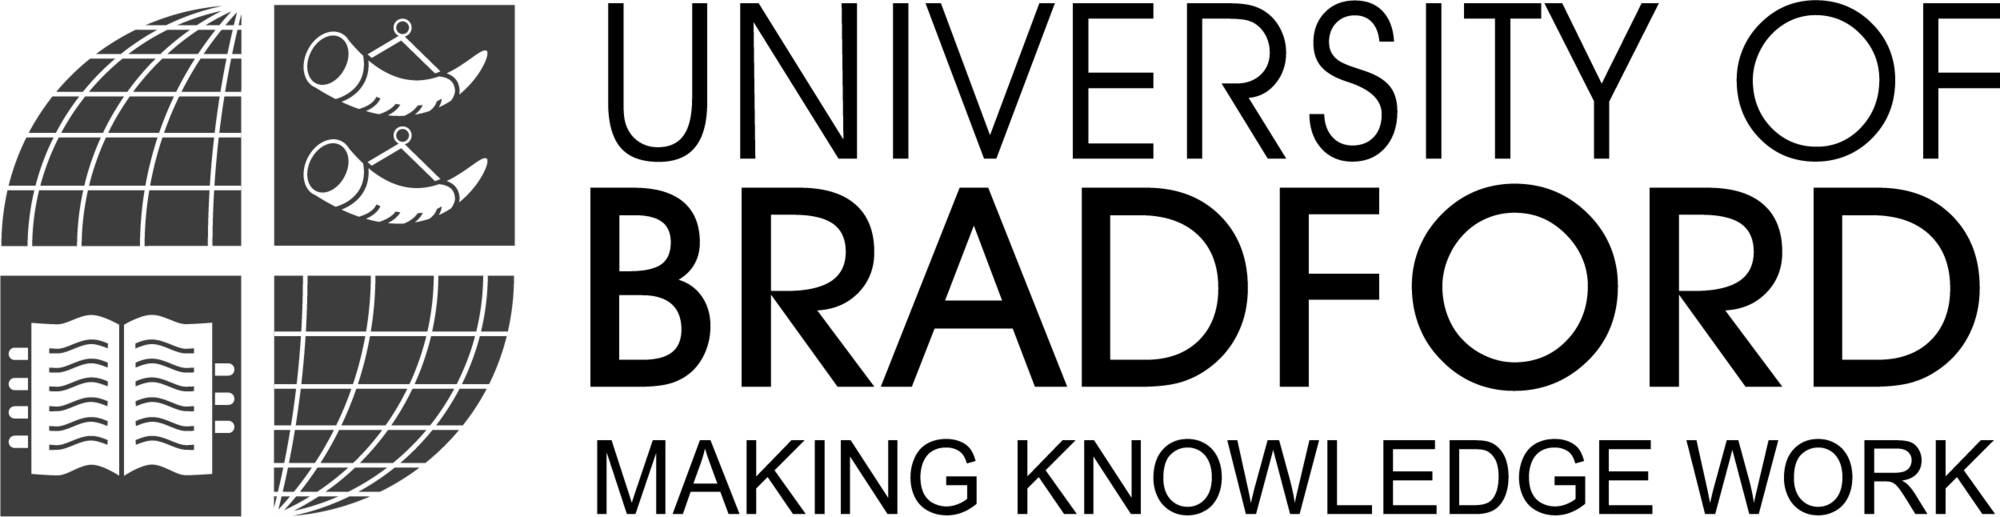 UNIVERSITY OF
BRADFORD
MAKING KNOWLEDGE WORK